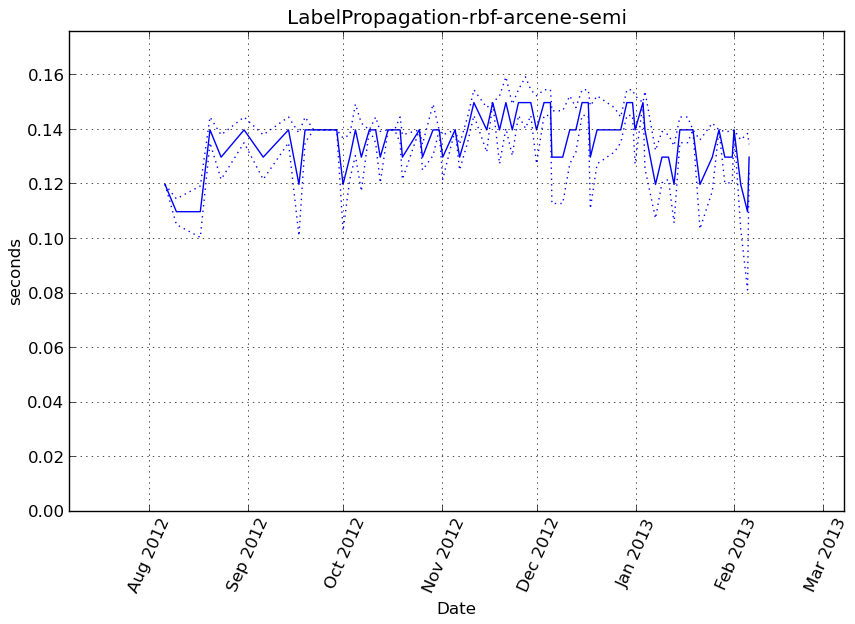 LabelPropagation-rbf-arcene-semi
0.16
0.14
0.12
0.10
0.08
0.06
0.04
0.02
0.00
seconds
Aug 2012
Sep 2012
Oct 2012
Nov 2012
Dec 2012
Jan 2013
Feb 2013
Mar 2013
Date